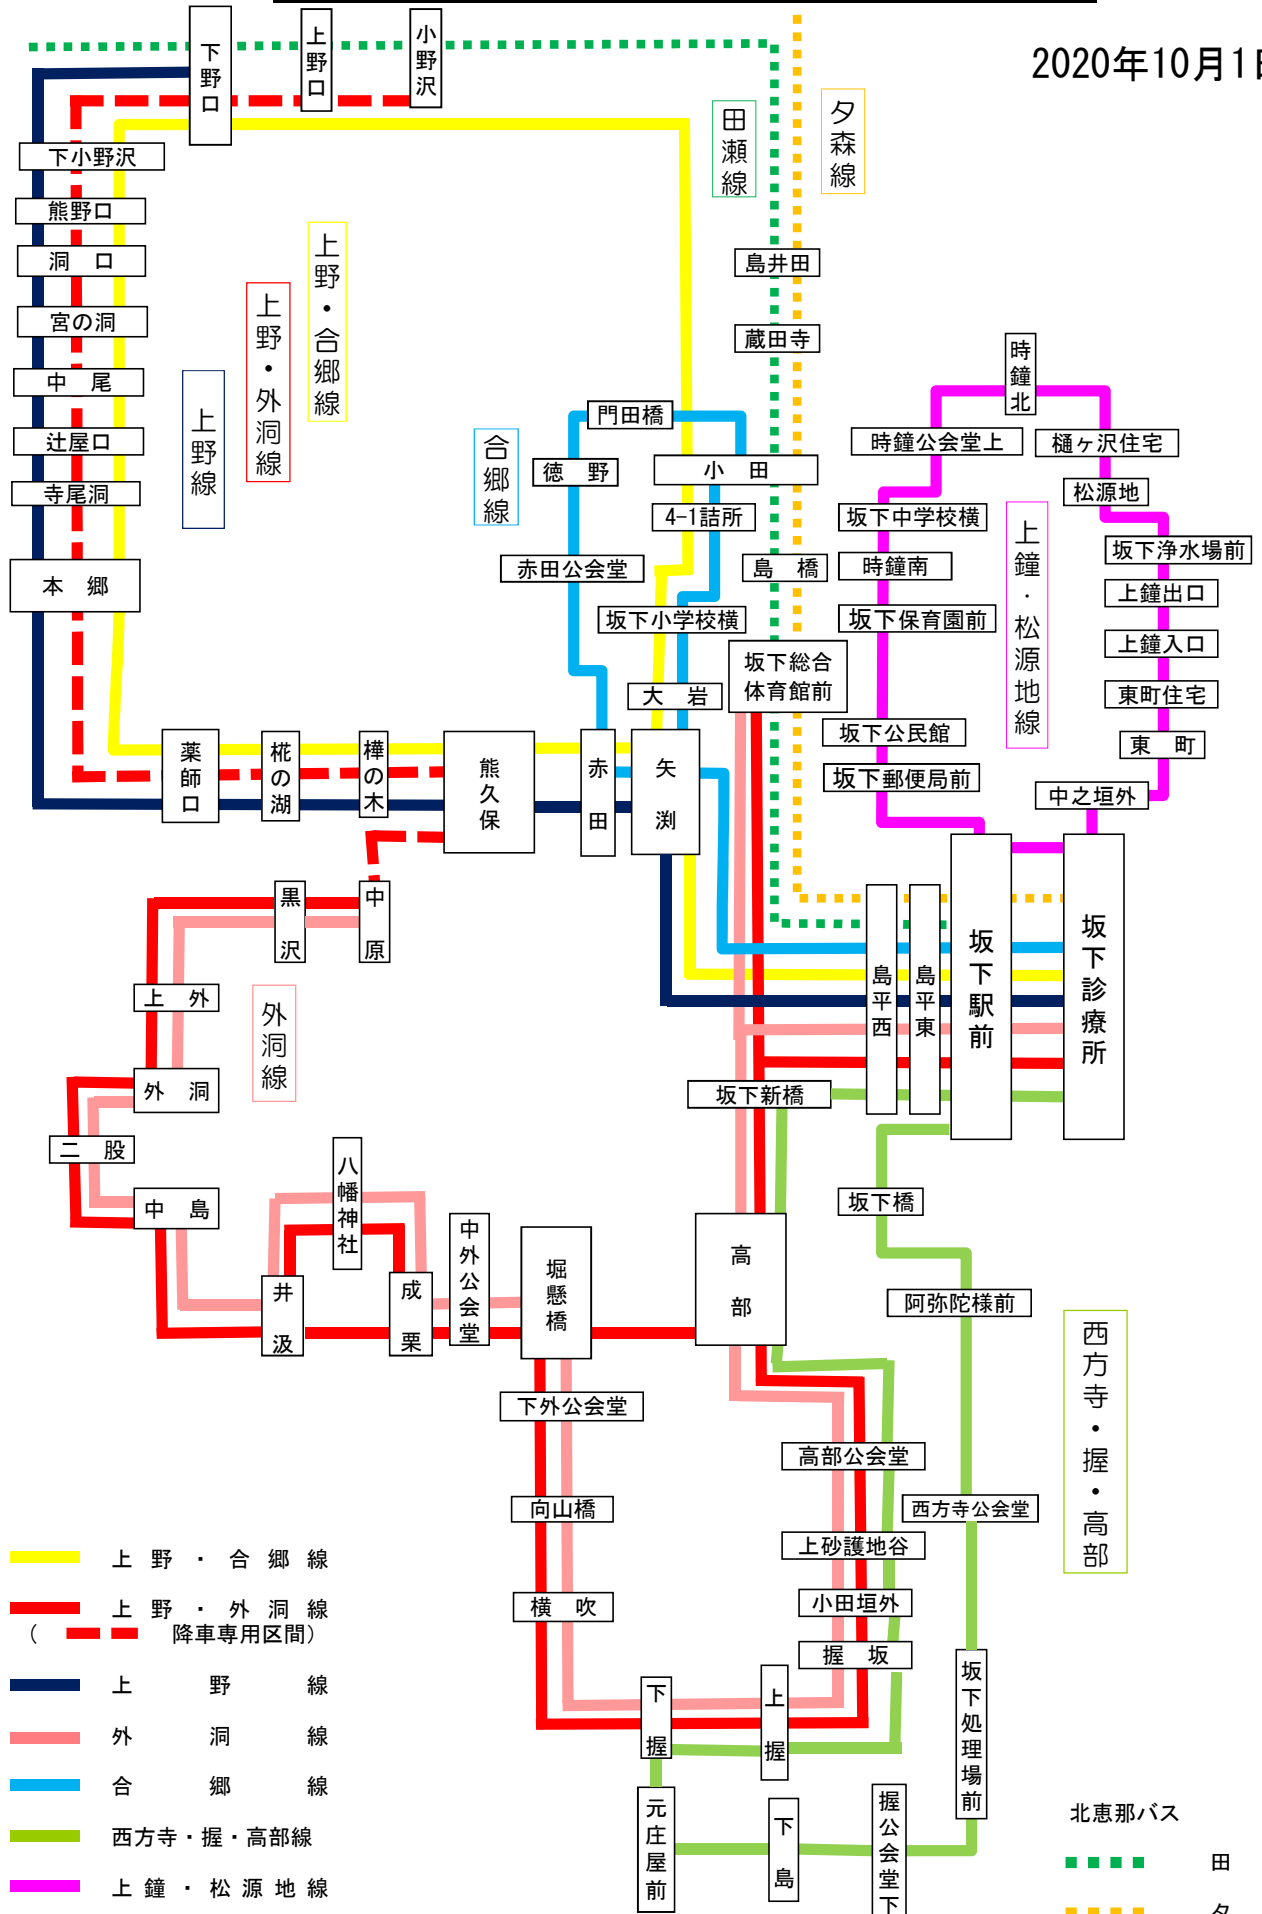 2020年10月1日
下野口
上野口
小野沢
田瀬線
夕森線
下小野沢
熊野口
洞口
宮の洞
中尾
辻屋口
寺尾洞
本郷
上野・合郷線
上野・外洞線
上野線
合郷線
島井田
蔵田寺
門田橋
徳野
小田
4-1詰所
赤田公会堂
島橋
坂下小学校横
坂下総合
体育館前
大岩
時鐘北
時鐘公会堂上
樋ヶ沢住宅
松源地
坂下中学校横
坂下浄水場前
時鐘南
上鐘出口
坂下保育園前
上鐘入口
上鐘・松源地線
東町住宅
坂下公民館
東町
坂下郵便局前
中之垣外
薬師口
椛の湖
樺の木
熊久保
赤田
矢渕
黒沢
中原
島平西
島平東
坂下駅前
坂下診療所
上外
外洞線
外洞
坂下新橋
二股
八幡神社
中島
坂下橋
中外公会堂
堀懸橋
高部
井汲
成栗
阿弥陀様前
西方寺・握・高部
下外公会堂
高部公会堂
向山橋
西方寺公会堂
上砂護地谷
横吹
小田垣外
握坂
下握
上握
坂下処理場前
元庄屋前
下島
握公会堂下
上野・合郷線
上野・外洞線
( 降車専用区間)
上野線
外洞線
合郷線
西方寺・握・高部線
上鐘・松源地線
北恵那バス
田